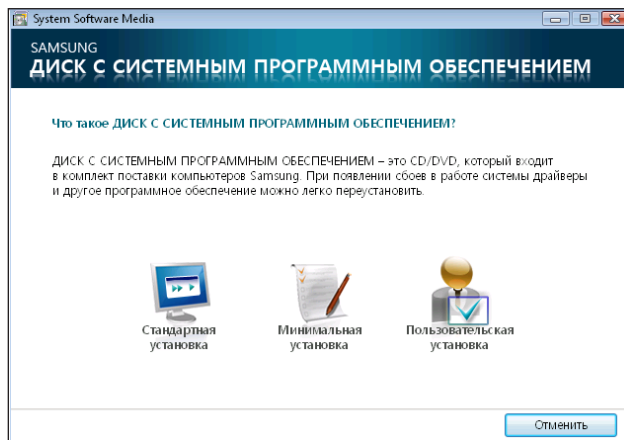 System Software Media
SAMSUNG
ДИСК С СИСТЕМНЫМ ПРОГРАММНЫМ ОБЕСПЕЧЕНИЕМ
Что такое ДИСК С СИСТЕМНЫМ ПРОГРАММНЫМ ОБЕСПЕЧЕНИЕМ?
ДИСК С СИСТЕМНЫМ ПРОГРАММНЫМ ОБЕСПЕЧЕНИЕМ – это CD/DVD, который входит
в комплект поставки компьютеров Samsung. При появлении сбоев в работе системы драйверы
и другое программное обеспечение можно легко переустановить.
Стандартная
установка
Минимальная
установка
Пользовательская
установка
Отменить